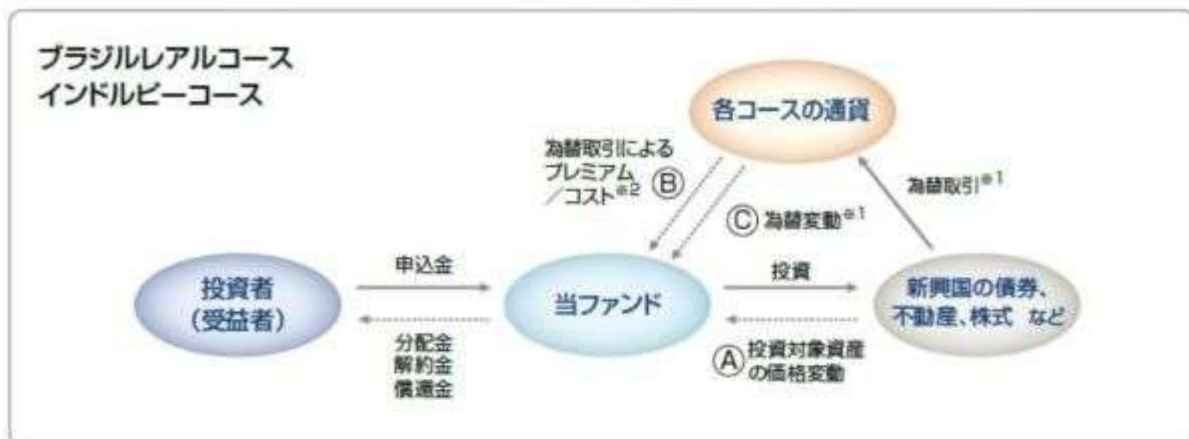 ブラジルレアルコース
インドルピーコース
各コースの通貨
為替取引による
プレミアム
／コスト※2
Ⓑ
為替取引※1
Ⓒ為替変動※1
投資者
（受益者）
申込金
分配金
解約金
償還金
当ファンド
投資
Ⓐ投資対象資産
の価格変動
新興国の債券、
不動産、株式 など